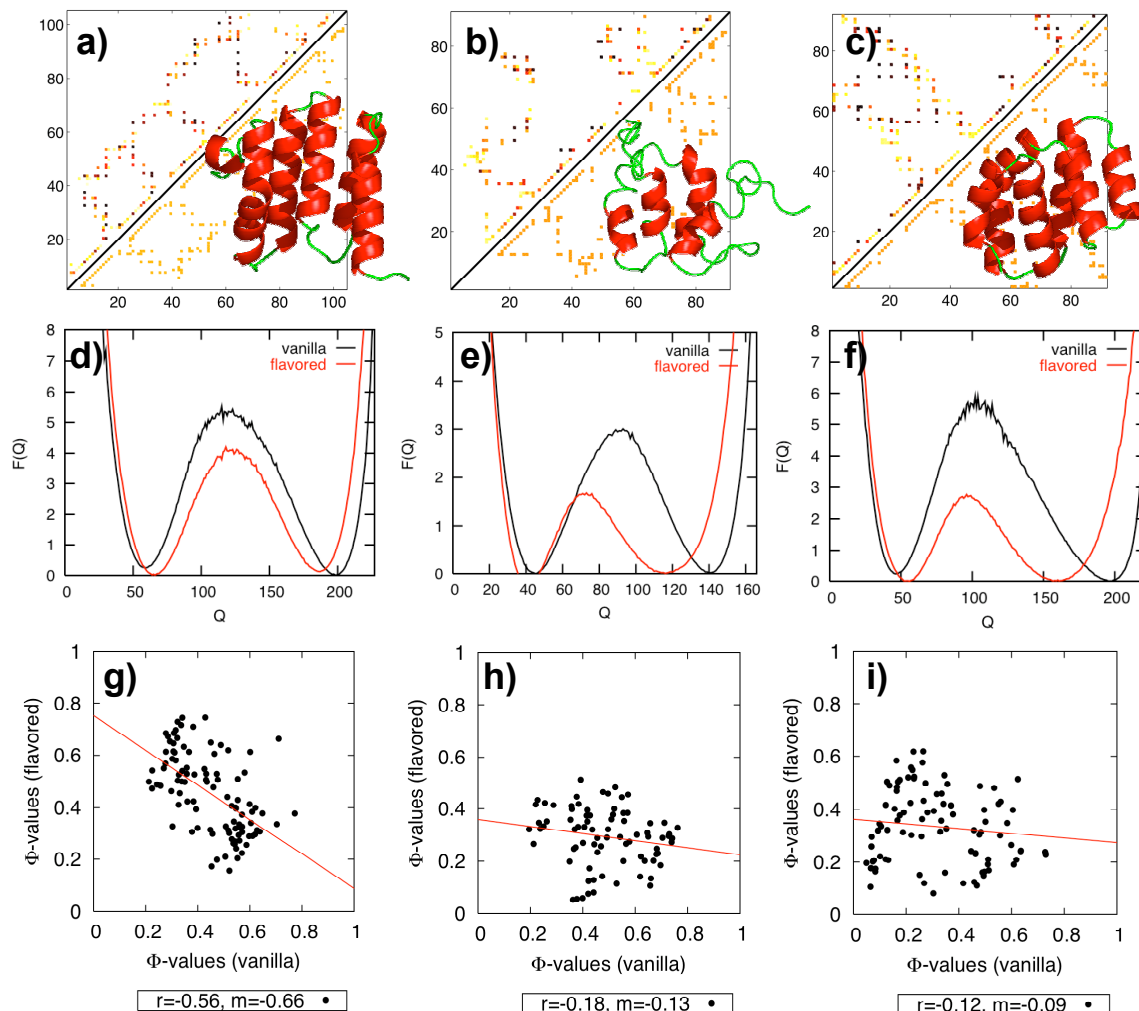 a)
100
80
60
40
20
20 40 60 80 100
b)
80
60
40
20
20 40 60 80
c)
80
60
40
20
20 40 60 80
d)
vanilla
flavored
8
7
6
5
4
3
2
1
0
F(Q)
0 50 100 150 200
Q
e)
vanilla
flavored
5
4
3
2
1
0
F(Q)
0 20 40 60 80 100 120 140 160
Q
f)
vanilla
flavored
8
7
6
5
4
3
2
1
0
F(Q)
0 50 100 150 200
Q
g)
1
0.8
0.6
0.4
0.2
0
Φ-values (flavored)
0 0.2 0.4 0.6 0.8 1
Φ-values (vanilla)
r=-0.56, m=-0.66
h)
1
0.8
0.6
0.4
0.2
0
Φ-values (flavored)
0 0.2 0.4 0.6 0.8 1
Φ-values (vanilla)
r=-0.18, m=-0.13
i)
1
0.8
0.6
0.4
0.2
0
Φ-values (flavored)
0 0.2 0.4 0.6 0.8 1
Φ-values (vanilla)
r=-0.12, m=-0.09